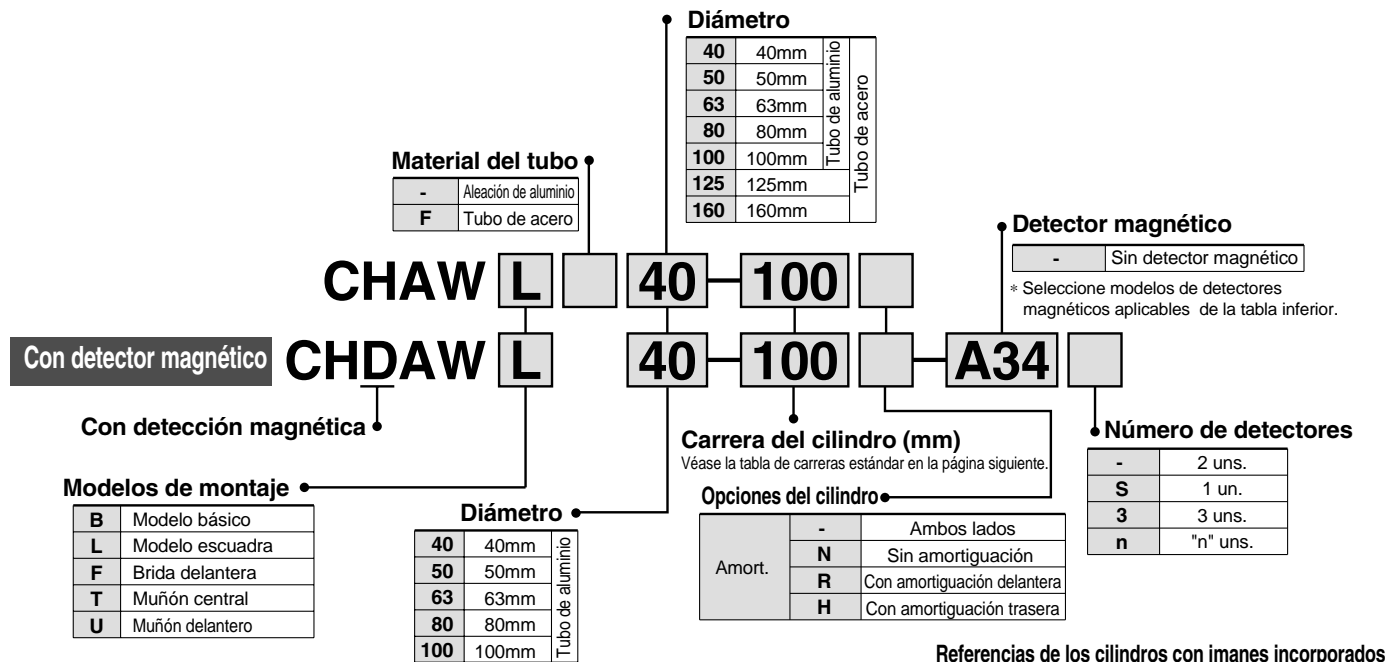 Diámetro
40 40mm
50 50mm
63 63mm
80 80mm
100 100mm
125 125mm
160 160mm
Tubo de aluminio
Tubo de acero
Material del tubo
- Aleación de aluminio
F Tubo de acero
Detector magnético
- Sin detector magnético
* Seleccione modelos de detectores
magnéticos aplicables de la tabla inferior.
CHAW L 40 - 100
Con detector magnético CHDAW L 40 - 100 - A34
Con detección magnética
Carrera del cilindro (mm)
Véase la tabla de carreras estándar en la página siguiente.
Número de detectores
- 2 uns.
S 1 un.
3 3 uns.
n "n" uns.
Modelos de montaje
B Modelo básico
L Modelo escuadra
F Brida delantera
T Muñón central
U Muñón delantero
Diámetro
40 40mm
50 50mm
63 63mm
80 80mm
100 100mm
Tubo de aluminio
Opciones del cilindro
Amort.
- Ambos lados
N Sin amortiguación
R Con amortiguación delantera
H Con amortiguación trasera
Referencias de los cilindros con imanes incorporados